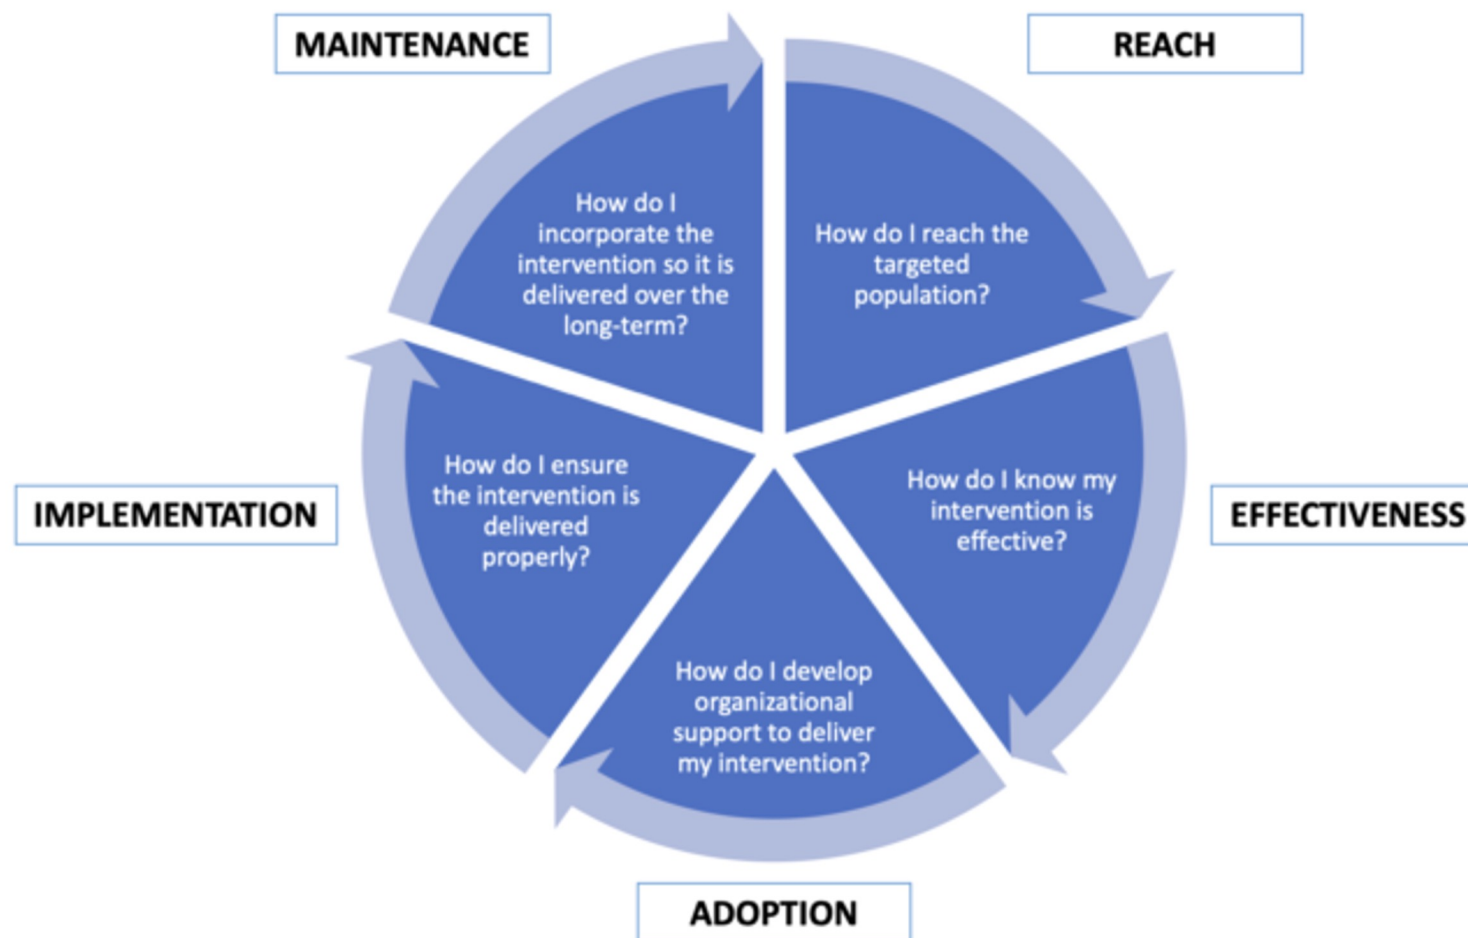 MAINTENANCE
REACH
How do I
incorporate the
intervention so it is
delivered over the
long-term?
How do I reach the
targeted
population?
How do I ensure
the intervention is
delivered
properly?
How do I know my
intervention is
effective?
IMPLEMENTATION
EFFECTIVENESS
How do I develop
organizational
support to deliver
my intervention?
ADOPTION